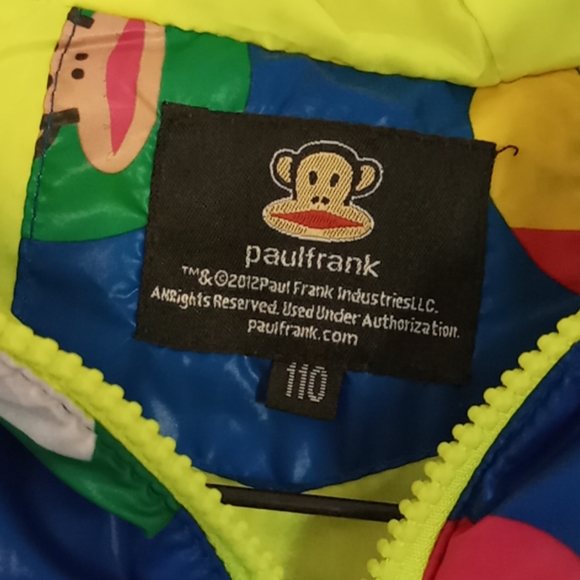 paulfrank
™&©2012Paul Frank IndustriesLLC.
AllRights Reserved. Used Under Authorization.
paulfrank.com
110